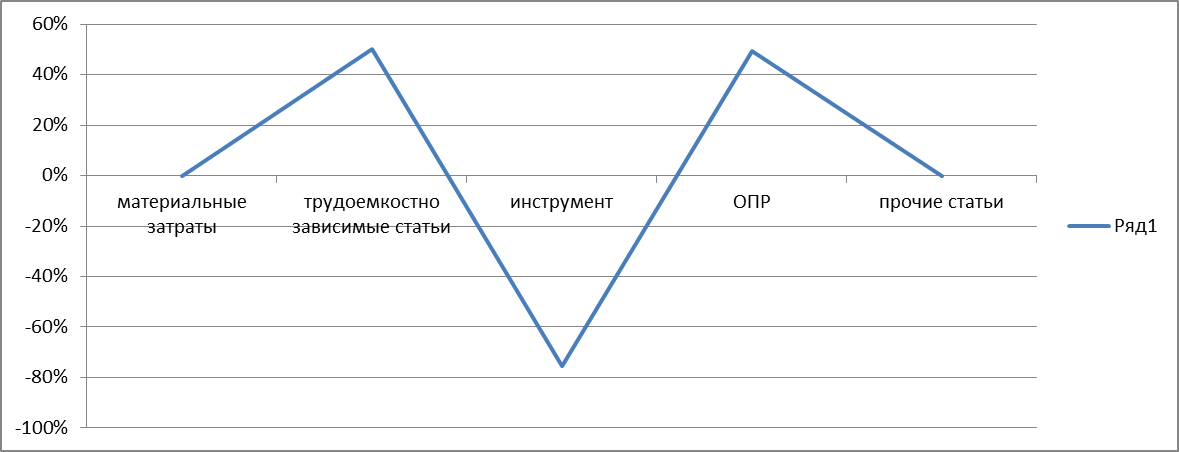 60%
40%
20%
0%
-20%
-40%
-60%
-80%
-100%
материальные
затраты
трудоемкостно
зависимые статьи
инструмент
ОПР
прочие статьи
Ряд1